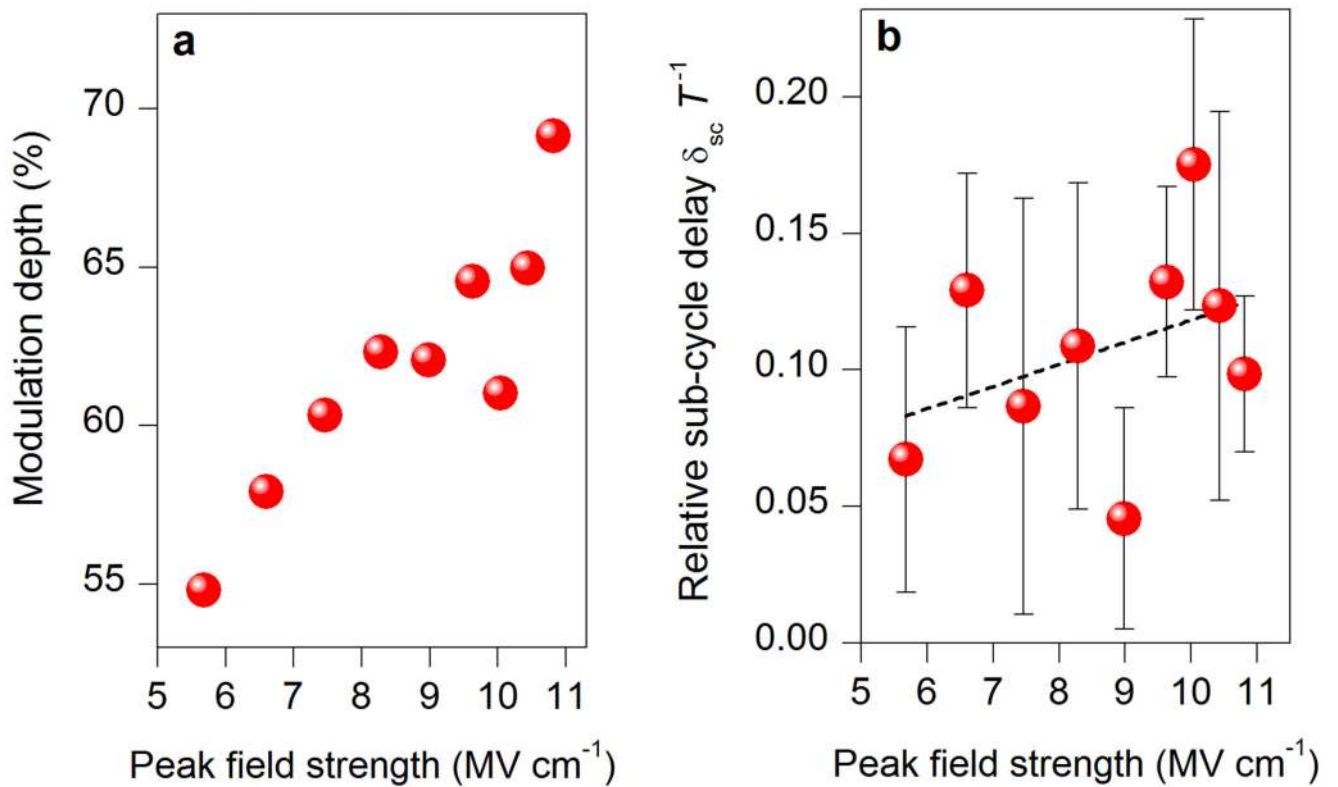 a
Modulation depth (%)
70
65
60
55
5 6 7 8 9 10 11
Peak field strength (MV cm⁻¹)
b
Relative sub-cycle delay δsc T⁻¹
0.20
0.15
0.10
0.05
0.00
5 6 7 8 9 10 11
Peak field strength (MV cm⁻¹)